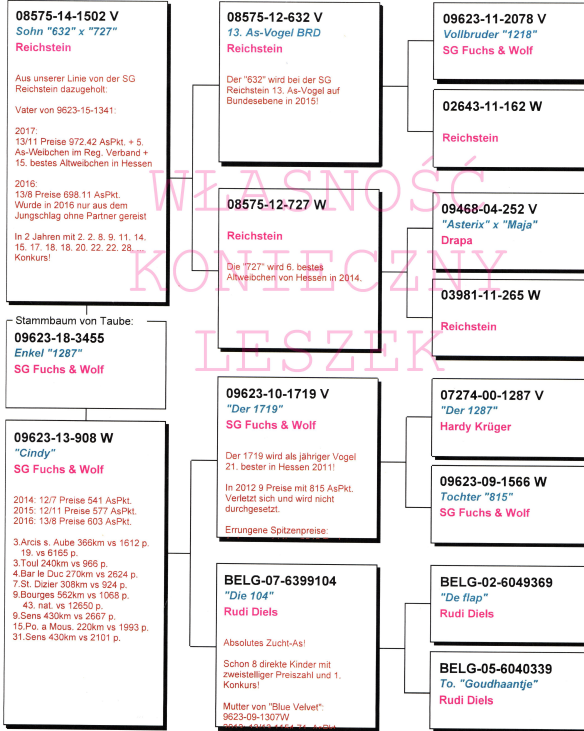 08575-14-1502 V
Sohn "632" x "727"
Reichstein
Aus unserer Linie von der SG
Reichstein dazugeholt:
Vater von 9623-15-1341:
2017:
13/11 Preise 972,42 AsPkt. + 5.
As-Weibchen im Reg. Verband +
15. bestes Altweibchen in Hessen
2016:
13/8 Preise 698,11 AsPkt.
Wurde in 2016 nur aus dem
Jungschlag ohne Partner gereist
In 2 Jahren mit 2. 2. 8. 9. 11. 14.
15. 17. 18. 18. 20. 22. 22. 28.
Konkurs!
Stammbaum von Taube:
09623-18-3455
Enkel "1287"
SG Fuchs & Wolf
09623-13-908 W
"Cindy"
SG Fuchs & Wolf
2014: 12/7 Preise 541 AsPkt.
2015: 12/11 Preise 577 AsPkt.
2016: 13/8 Preise 603 AsPkt.
3.Arcis s. Aube 366km vs 1612 p.
19. vs 6165 p.
3.Toul 240km vs 966 p.
4.Bar le Duc 270km vs 2624 p.
7.St. Dizier 308km vs 924 p.
9.Bourges 562km vs 1068 p.
43. nat. vs 12650 p.
9.Sens 430km vs 2667 p.
15.Po. a Mous. 220km vs 1993 p.
31.Sens 430km vs 2101 p.
08575-12-632 V
13. As-Vogel BRD
Reichstein
Der "632" wird bei der SG
Reichstein 13. As-Vogel auf
Bundesebene in 2015!
08575-12-727 W
Reichstein
Die "727" wird 6. bestes
Altweibchen von Hessen in 2014.
09623-10-1719 V
"Der 1719"
SG Fuchs & Wolf
Der 1719 wird als jähriger Vogel
21. bester in Hessen 2011!
In 2012 9 Preise mit 815 AsPkt.
Verletzt sich und wird nicht
durchgesetzt.
Errungene Spitzenpreise:
BELG-07-6399104
"Die 104"
Rudi Diels
Absolutes Zucht-As!
Schon 8 direkte Kinder mit
zweistelliger Preiszahl und 1.
Konkurs!
Mutter von "Blue Velvet":
9623-09-1307W
09623-11-2078 V
Vollbruder "1218"
SG Fuchs & Wolf
02643-11-162 W
Reichstein
09468-04-252 V
"Asterix" x "Maja"
Drapa
03981-11-265 W
Reichstein
07274-00-1287 V
"Der 1287"
Hardy Krüger
09623-09-1566 W
Tochter "815"
SG Fuchs & Wolf
BELG-02-6049369
"De flap"
Rudi Diels
BELG-05-6040339
To. "Goudhaantje"
Rudi Diels
WŁASNOŚĆ
KONIECZNY
LESZEK